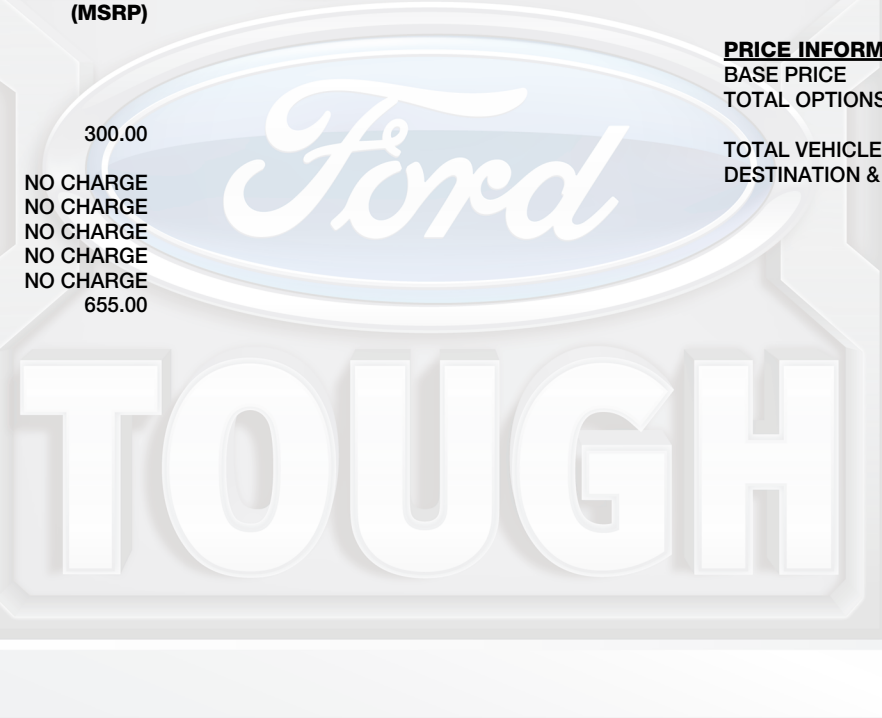 (MSRP)
300.00
NO CHARGE
NO CHARGE
NO CHARGE
NO CHARGE
NO CHARGE
655.00
PRICE INFORM
BASE PRICE
TOTAL OPTIONS
TOTAL VEHICLE
DESTINATION &
Ford
TOUGH